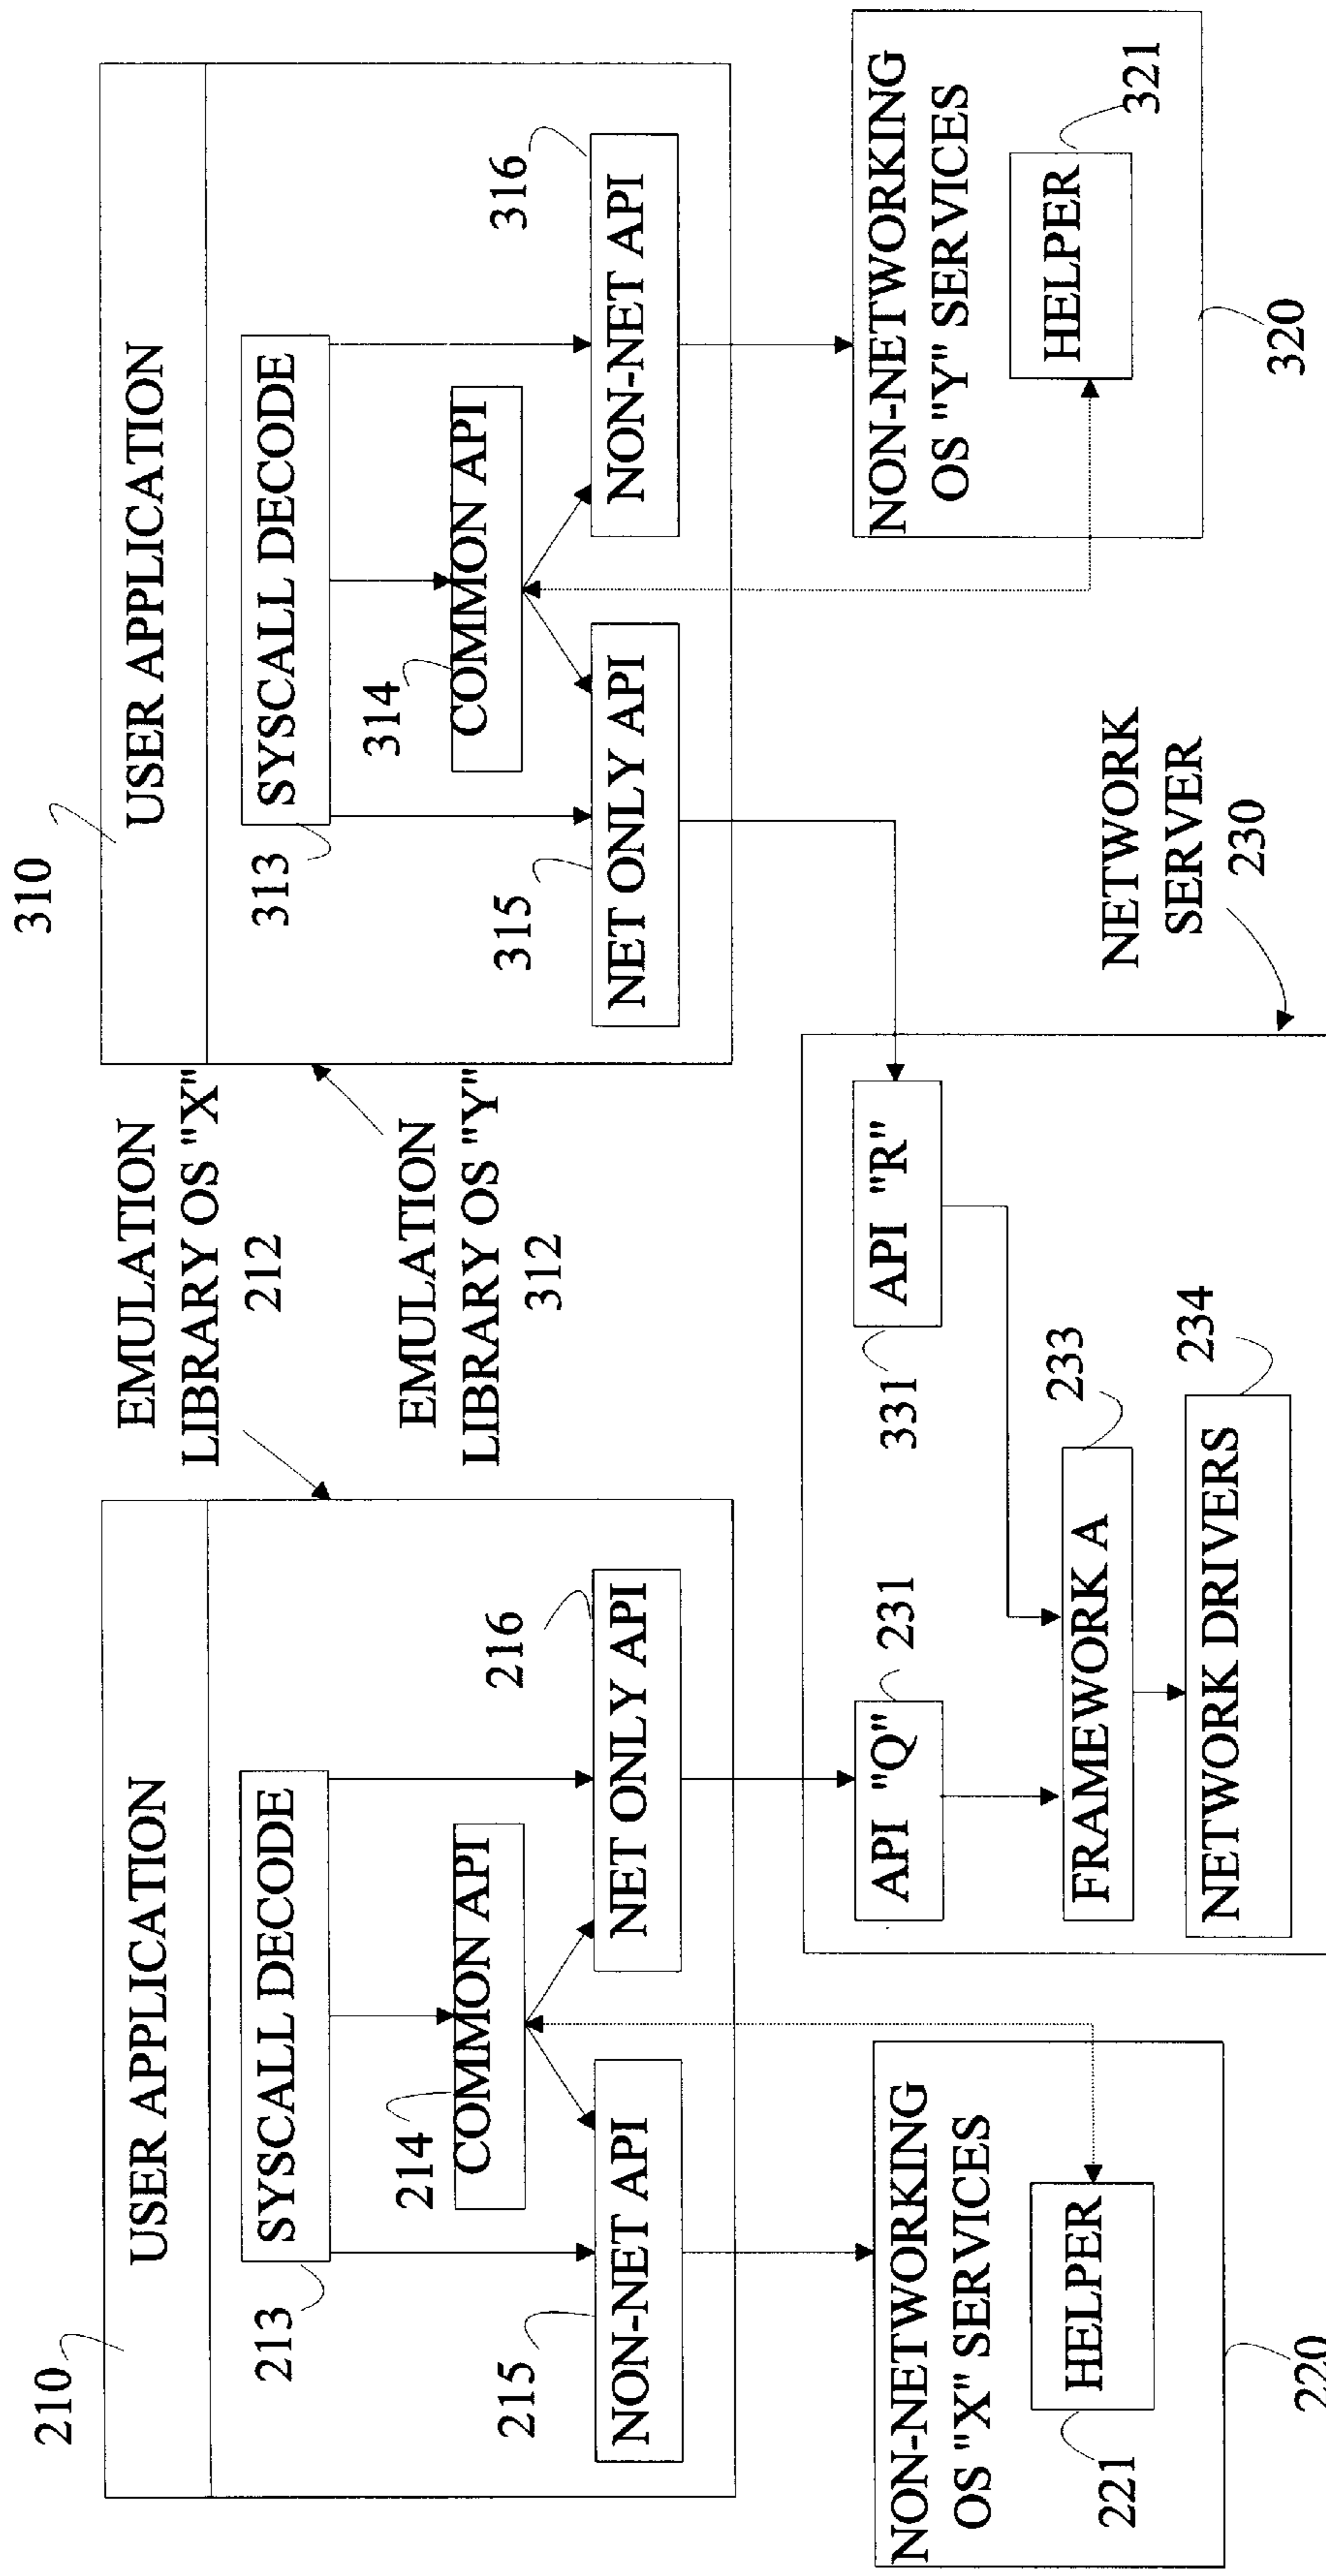 210
USER APPLICATION
SYSCALL DECODE
213
214
COMMON API
215
216
NON-NET API
NET ONLY API
EMULATION
LIBRARY OS "X"
212
EMULATION
LIBRARY OS "Y"
312
310
USER APPLICATION
SYSCALL DECODE
313
314
COMMON API
315
316
NET ONLY API
NON-NET API
NON-NETWORKING
OS "X" SERVICES
HELPER
221
220
API "Q"
231
API "R"
331
FRAMEWORK A
233
NETWORK DRIVERS
234
NETWORK
SERVER
230
NON-NETWORKING
OS "Y" SERVICES
HELPER
321
320